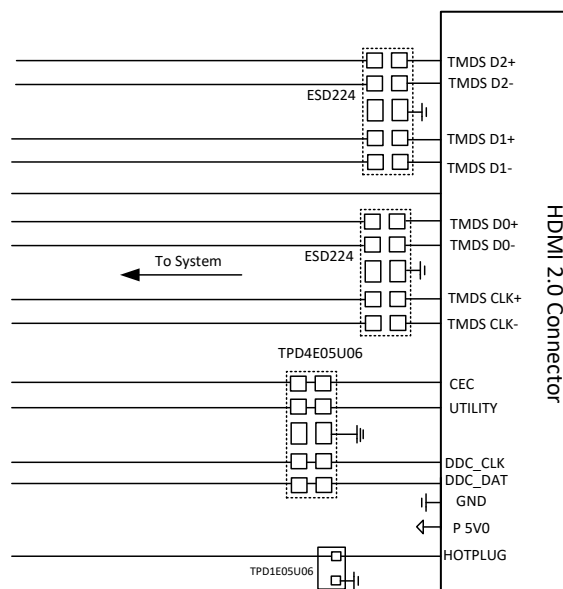 TMDS D2+
TMDS D2-
ESD224
TMDS D1+
TMDS D1-
TMDS D0+
TMDS D0-
To System
ESD224
TMDS CLK+
TMDS CLK-
HDMI 2.0 Connector
TPD4E05U06
CEC
UTILITY
DDC_CLK
DDC_DAT
GND
P 5V0
HOTPLUG
TPD1E05U06